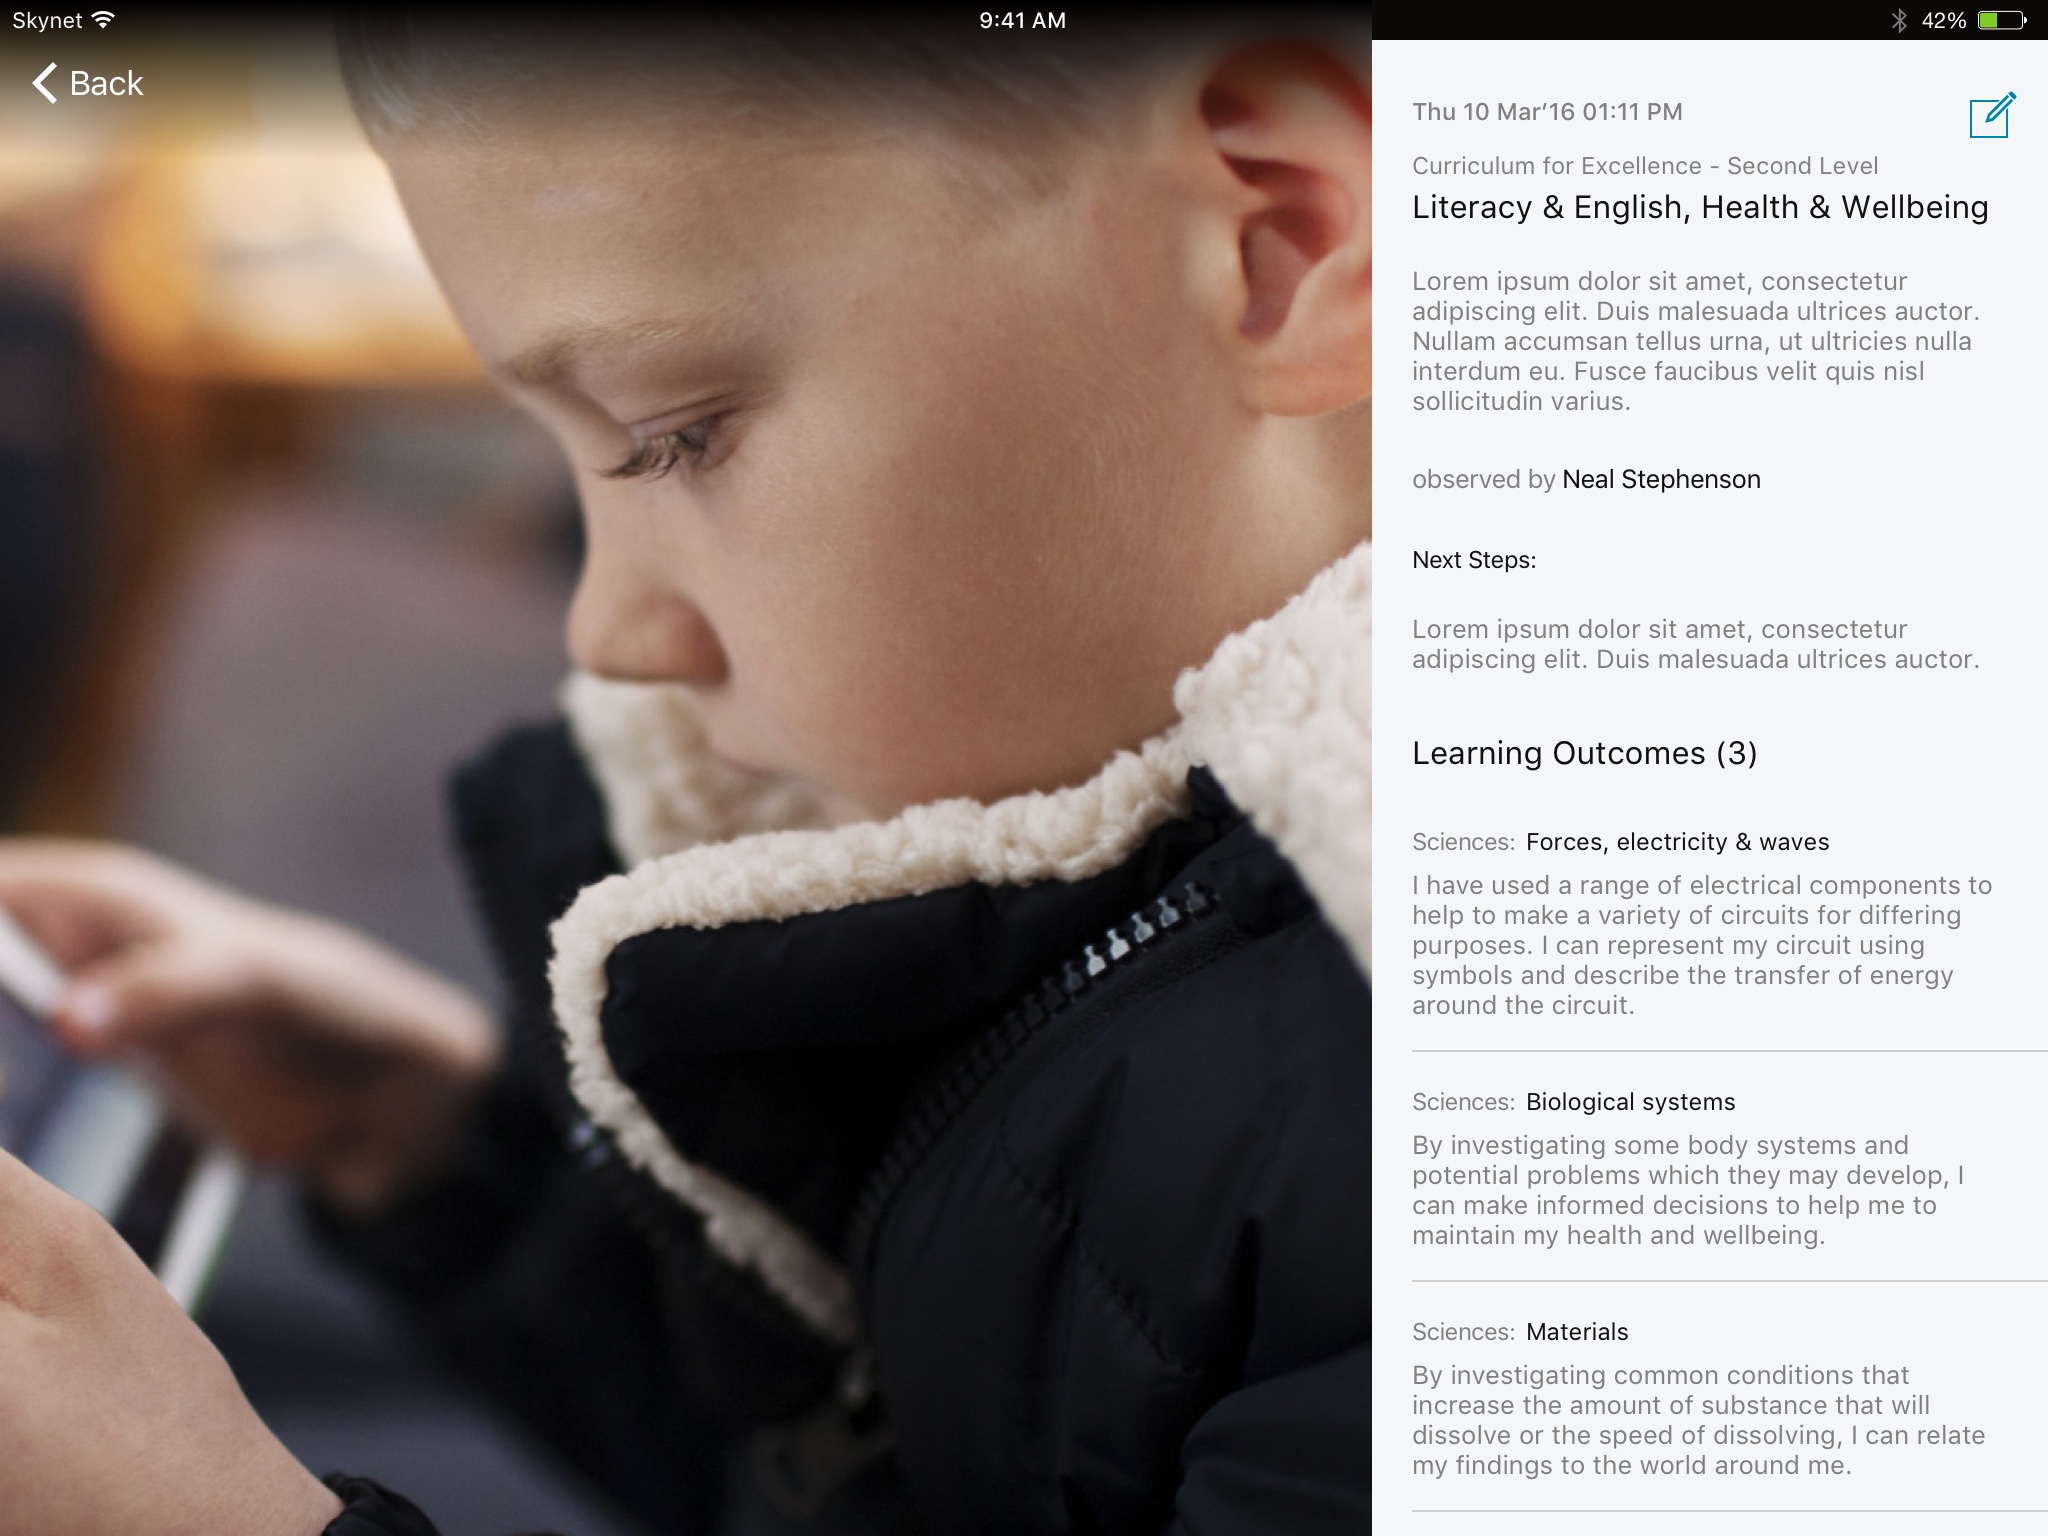 Skynet 9:41 AM 42%
Back
Thu 10 Mar’16 01:11 PM
Curriculum for Excellence - Second Level
Literacy & English, Health & Wellbeing
Lorem ipsum dolor sit amet, consectetur
adipiscing elit. Duis malesuada ultrices auctor.
Nullam accumsan tellus urna, ut ultricies nulla
interdum eu. Fusce faucibus velit quis nisl
sollicitudin varius.
observed by Neal Stephenson
Next Steps:
Lorem ipsum dolor sit amet, consectetur
adipiscing elit. Duis malesuada ultrices auctor.
Learning Outcomes (3)
Sciences: Forces, electricity & waves
I have used a range of electrical components to
help to make a variety of circuits for differing
purposes. I can represent my circuit using
symbols and describe the transfer of energy
around the circuit.
Sciences: Biological systems
By investigating some body systems and
potential problems which they may develop, I
can make informed decisions to help me to
maintain my health and wellbeing.
Sciences: Materials
By investigating common conditions that
increase the amount of substance that will
dissolve or the speed of dissolving, I can relate
my findings to the world around me.